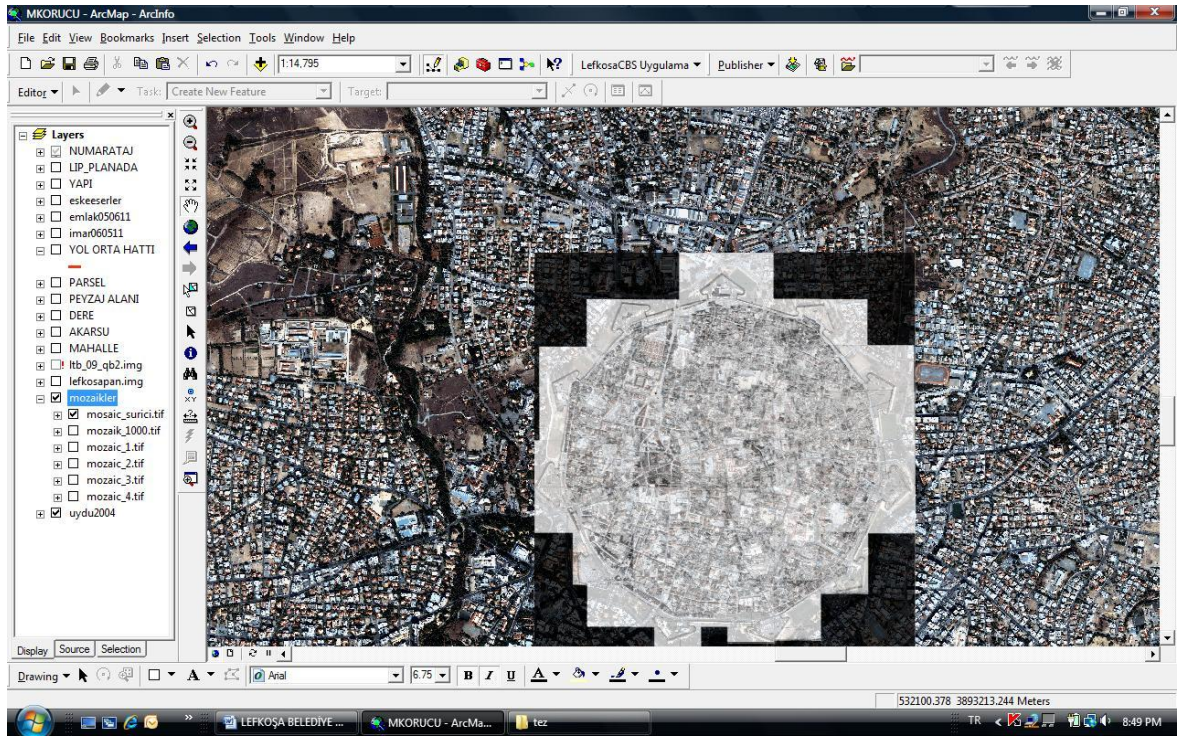 MKORUCU - ArcMap - ArcInfo
File Edit View Bookmarks Insert Selection Tools Window Help
1:14,795 LefkosaCBS Uygulama Publisher
Editor Task: Create New Feature Target:
Layers
NUMARATAJ
LIP_PLANADA
YAPI
eskeeserler
emlak050611
imar060511
YOL ORTA HATTI
PARSEL
PEYZAJ ALANI
DERE
AKARSU
MAHALLE
ltb_09_qb2.img
lefkosapan.img
mozaikler
mosaic_surici.tif
mozaik_1000.tif
mozaic_1.tif
mozaic_2.tif
mozaic_3.tif
mozaic_4.tif
uydu2004
XY
Display Source Selection
Drawing A Arial 6.75 B I U A
532100.378 3893213.244 Meters
» LEFKOŞA BELEDİYE ... MKORUCU - ArcMa... tez TR 8:49 PM